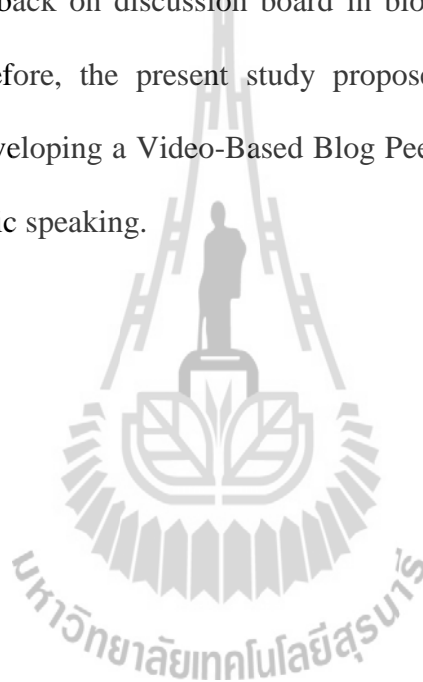 back on discussion board in blo
efore, the present study propose
veloping a Video-Based Blog Pee
ic speaking.
มหาวิทยาลัยเทคโนโลยีสุรนารี